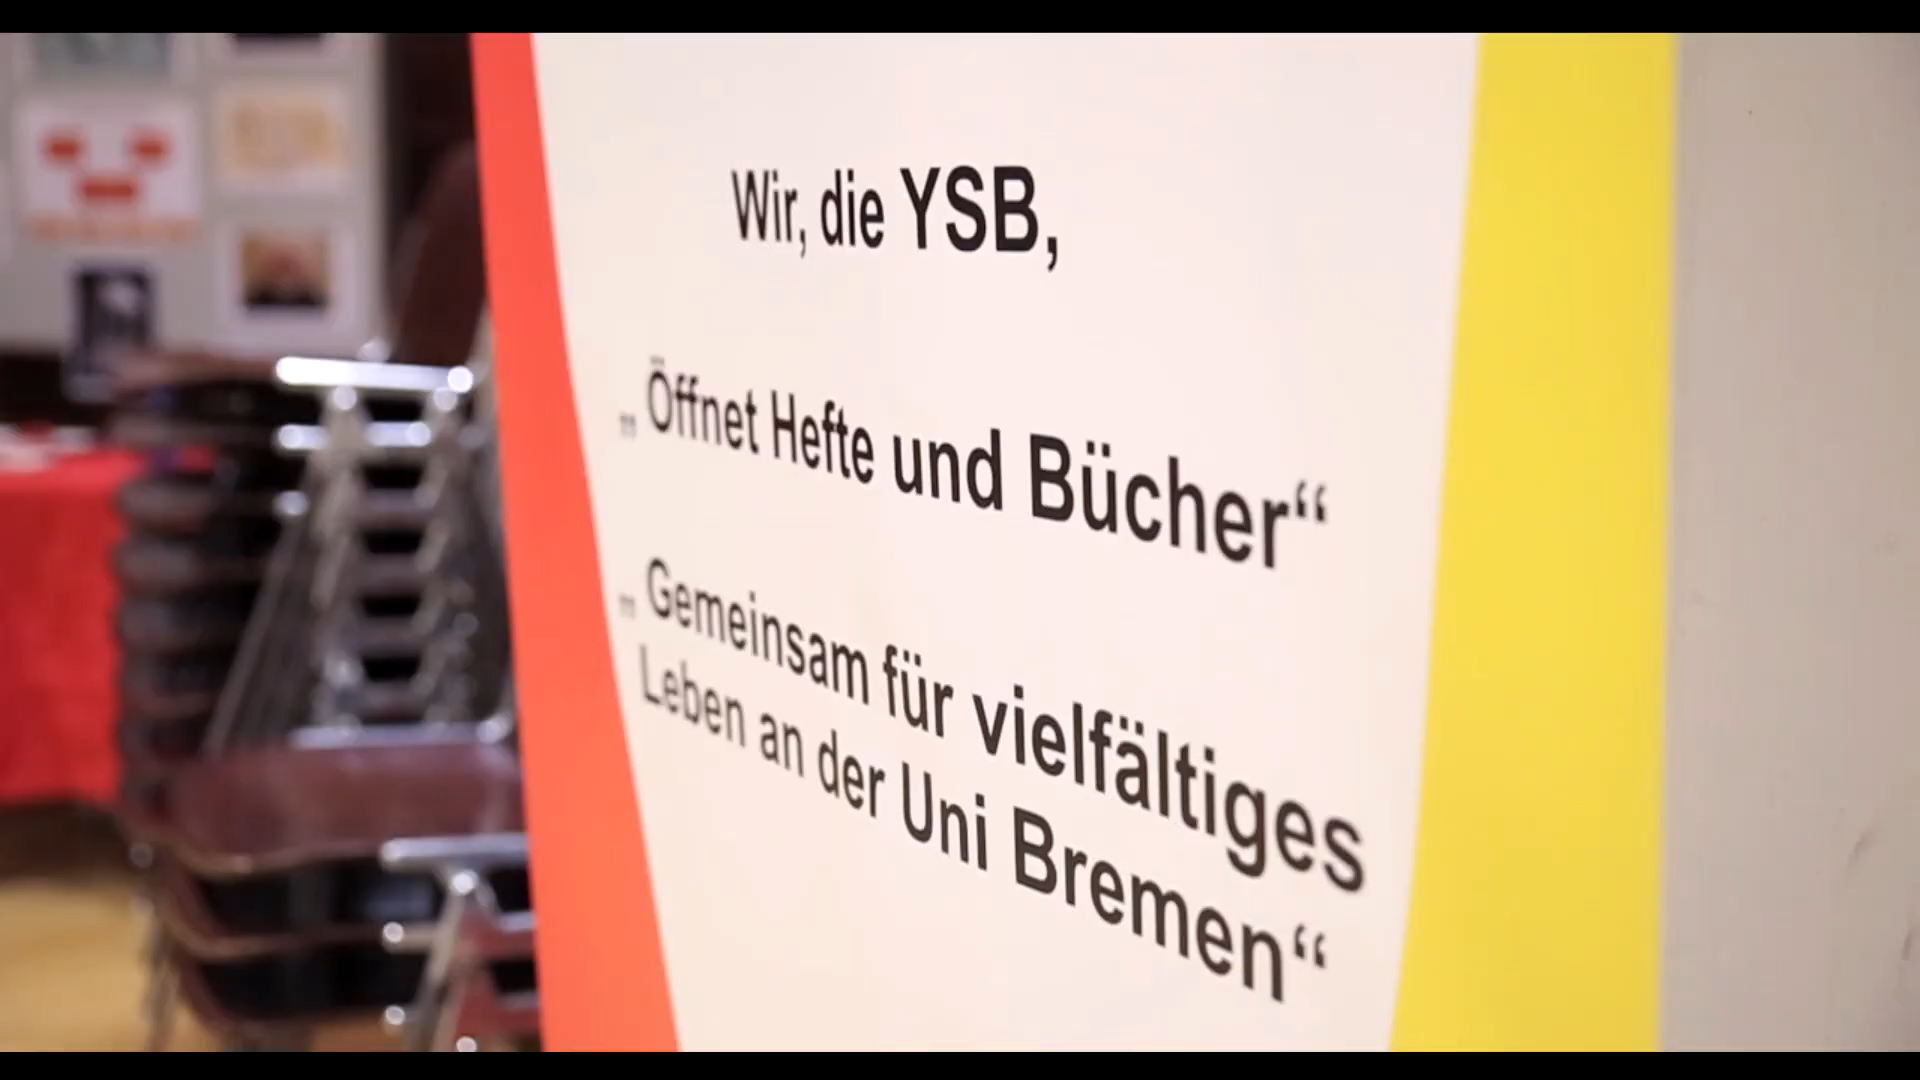 Wir, die YSB,
„ Öffnet Hefte und Bücher“
„ Gemeinsam für vielfältiges
Leben an der Uni Bremen“